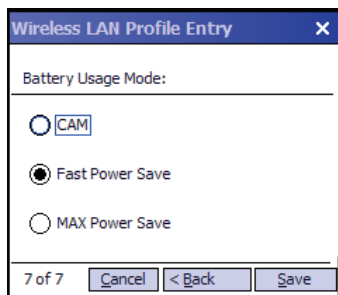 Wireless LAN Profile Entry X
Battery Usage Mode:
CAM
Fast Power Save
MAX Power Save
7 of 7 Cancel < Back Save